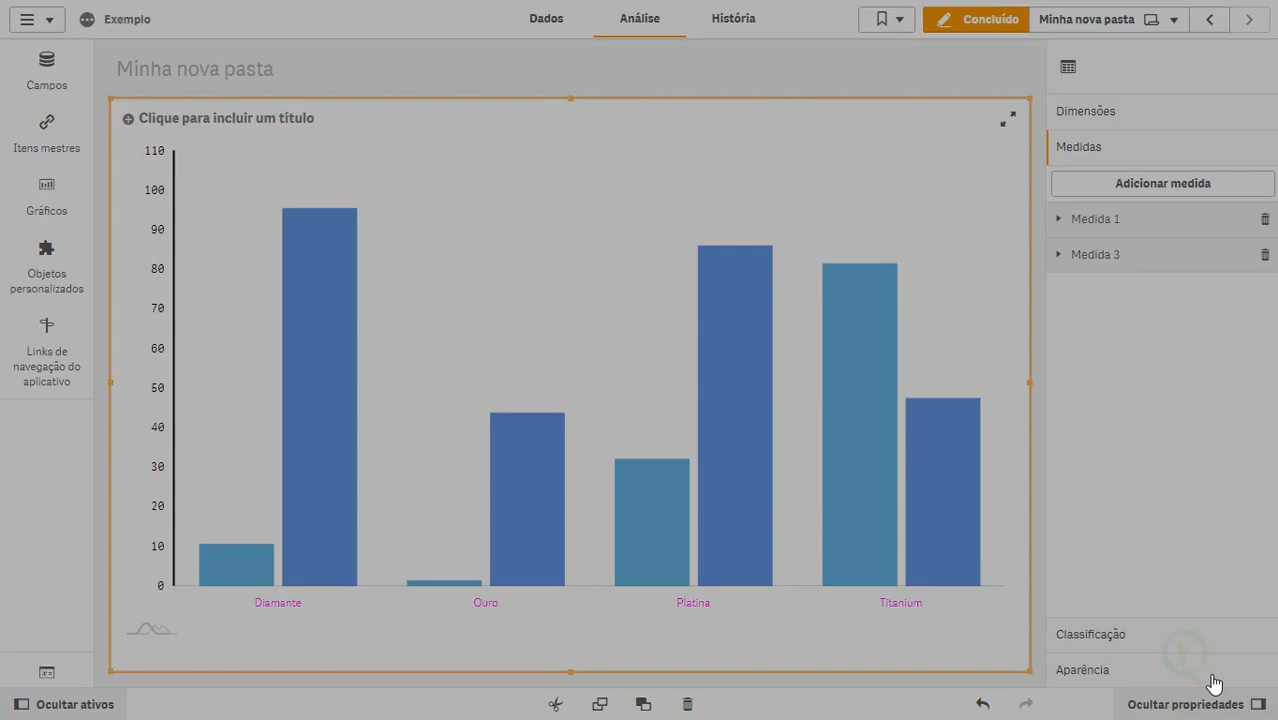 Exemplo
Dados
Análise
História
Concluído
Minha nova pasta
Campos
Itens mestres
Gráficos
Objetos
personalizados
Links de
navegação do
aplicativo
Minha nova pasta
Clique para incluir um título
110
100
90
80
70
60
50
40
30
20
10
0
Diamante
Ouro
Platina
Titanium
Dimensões
Medidas
Adicionar medida
Medida 1
Medida 3
Classificação
Aparência
Ocultar ativos
Ocultar propriedades